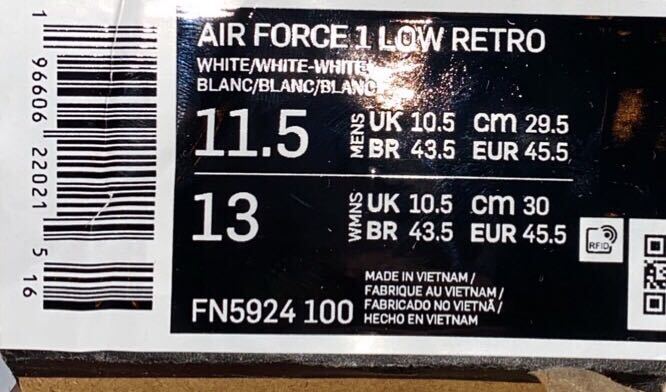 AIR FORCE 1 LOW RETRO
WHITE/WHITE-WHITE
BLANC/BLANC/BLANC
11.5 MENS UK 10.5 cm 29.5
BR 43.5 EUR 45.5
13 WMNS UK 10.5 cm 30
BR 43.5 EUR 45.5
RFID
MADE IN VIETNAM /
FABRIQUE AU VIETNAM /
FABRICADO NO VIETNÃ /
HECHO EN VIETNAM
FN5924 100
1 96606 22021 5 16